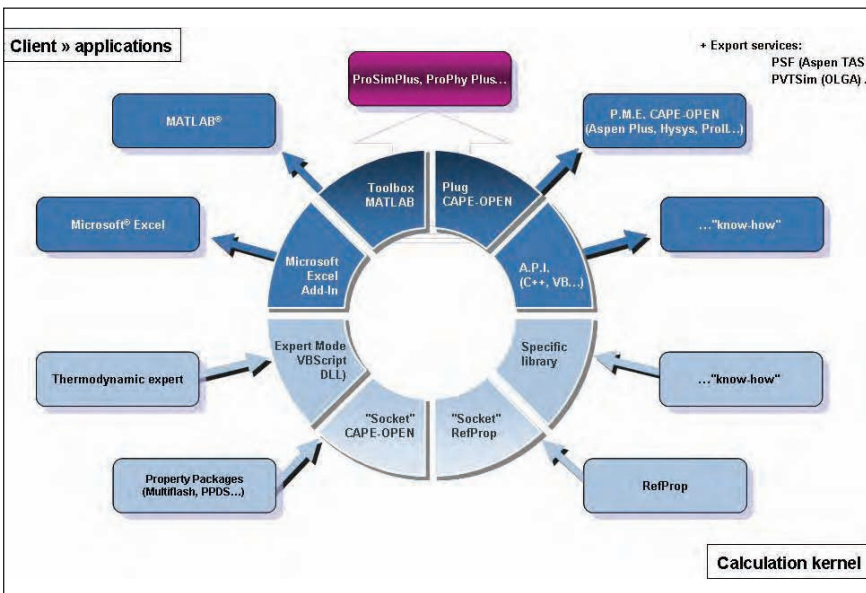 Client » applications
+ Export services:
PSF (Aspen TAS
PVTSim (OLGA) .
ProSimPlus, ProPhy Plus...
MATLAB®
P.M.E. CAPE-OPEN
(Aspen Plus, Hysys, ProII...)
Toolbox
MATLAB
Plug
CAPE-OPEN
Microsoft® Excel
..."know-how"
Microsoft
Excel
Add-In
A.P.I.
(C++, VB...)
Expert Mode
VBScript
DLL)
Specific
library
Thermodynamic expert
..."know-how"
"Socket"
CAPE-OPEN
"Socket"
RefProp
Property Packages
(Multiflash, PPDS...)
RefProp
Calculation kernel